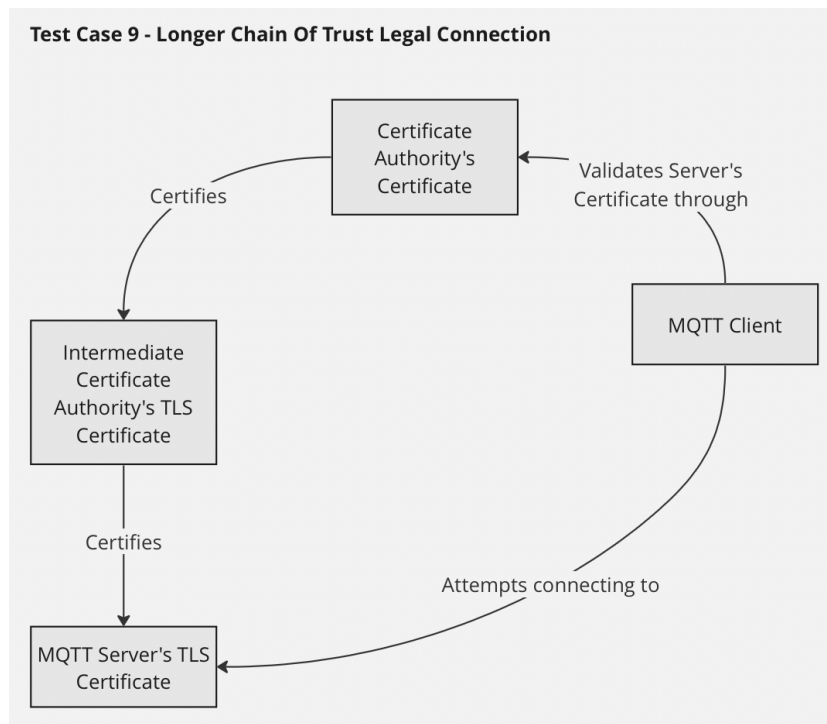 Test Case 9 - Longer Chain Of Trust Legal Connection
Certificate
Authority's
Certificate
Validates Server's
Certificate through
Certifies
MQTT Client
Intermediate
Certificate
Authority's TLS
Certificate
Certifies
Attempts connecting to
MQTT Server's TLS
Certificate